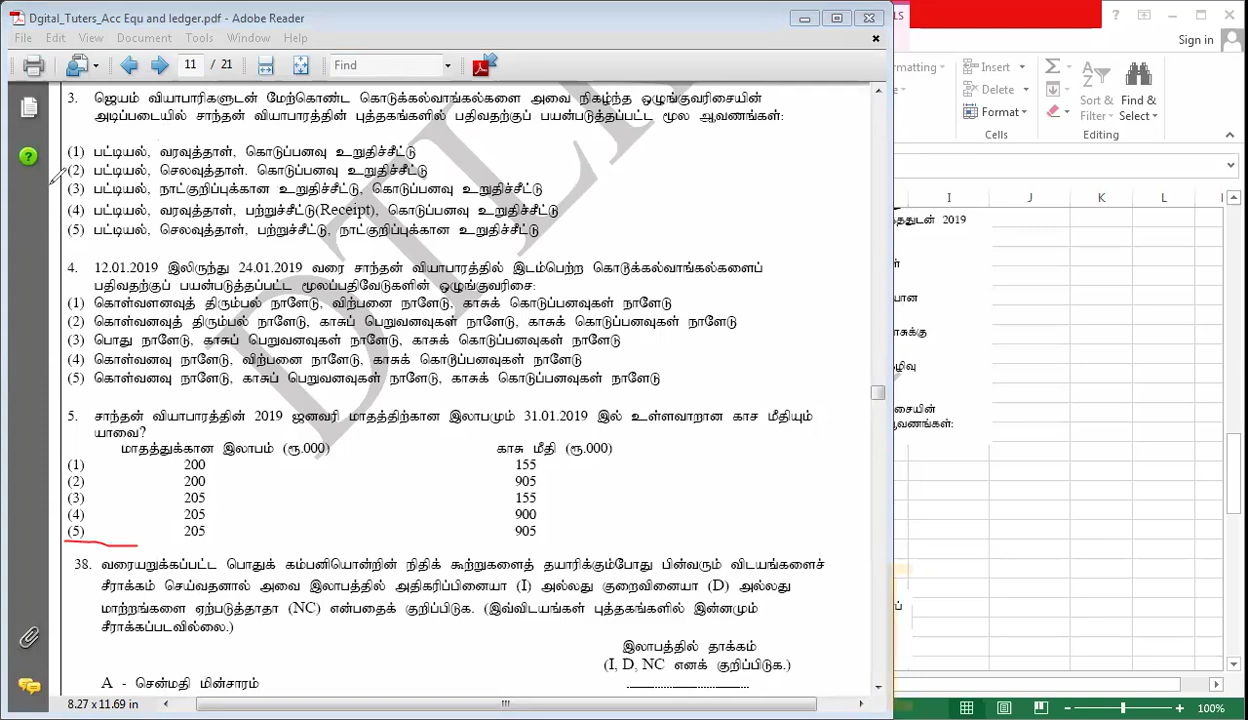 Dgital_Tuters_Acc Equ and ledger.pdf - Adobe Reader
File Edit View Document Tools Window Help
11 / 21 Find
3. ஜெயம் வியாபாரிகளுடன் மேற்கொண்ட கொடுக்கல்வாங்கல்களை அவை நிகழ்ந்த ஒழுங்குவரிசையின்
அடிப்படையில் சாந்தன் வியாபாரத்தின் புத்தகங்களில் பதிவதற்குப் பயன்படுத்தப்பட்ட மூல ஆவணங்கள்:
(1) பட்டியல், வரவுத்தாள், கொடுப்பனவு உறுதிச்சீட்டு
(2) பட்டியல், செலவுத்தாள். கொடுப்பனவு உறுதிச்சீட்டு
(3) பட்டியல், நாட்குறிப்புக்கான உறுதிச்சீட்டு, கொடுப்பனவு உறுதிச்சீட்டு
(4) பட்டியல், வரவுத்தாள், பற்றுச்சீட்டு(Receipt), கொடுப்பனவு உறுதிச்சீட்டு
(5) பட்டியல், செலவுத்தாள், பற்றுச்சீட்டு, நாட்குறிப்புக்கான உறுதிச்சீட்டு
4. 12.01.2019 இலிருந்து 24.01.2019 வரை சாந்தன் வியாபாரத்தில் இடம்பெற்ற கொடுக்கல்வாங்கல்களைப்
பதிவதற்குப் பயன்படுத்தப்பட்ட மூலப்பதிவேடுகளின் ஒழுங்குவரிசை:
(1) கொள்வளனவுத் திரும்பல் நாளேடு, விற்பனை நாளேடு, காசுக் கொடுப்பனவுகள் நாளேடு
(2) கொள்வனவுத் திரும்பல் நாளேடு, காசுப் பெறுவனவுகள் நாளேடு, காசுக் கொடுப்பனவுகள் நாளேடு
(3) பொது நாளேடு, காசுப் பெறுவனவுகள் நாளேடு, காசுக் கொடுப்பனவுகள் நாளேடு
(4) கொள்வனவு நாளேடு, விற்பனை நாளேடு, காசுக் கொடுப்பனவுகள் நாளேடு
(5) கொள்வனவு நாளேடு, காசுப் பெறுவனவுகள் நாளேடு, காசுக் கொடுப்பனவுகள் நாளேடு
5. சாந்தன் வியாபாரத்தின் 2019 ஜனவரி மாதத்திற்கான இலாபமும் 31.01.2019 இல் உள்ளவாறான காச மீதியும்
யாவை?
மாதத்துக்கான இலாபம் (ரூ.000) காசு மீதி (ரூ.000)
(1) 200 155
(2) 200 905
(3) 205 155
(4) 205 900
(5) 205 905
38. வரையறுக்கப்பட்ட பொதுக் கம்பனியொன்றின் நிதிக் கூற்றுகளைத் தயாரிக்கும்போது பின்வரும் விடயங்களைச்
சீராக்கம் செய்வதனால் அவை இலாபத்தில் அதிகரிப்பினையா (I) அல்லது குறைவினையா (D) அல்லது
மாற்றங்களை ஏற்படுத்தாதா (NC) என்பதைக் குறிப்பிடுக. (இவ்விடயங்கள் புத்தகங்களில் இன்னமும்
சீராக்கப்படவில்லை.)
இலாபத்தில் தாக்கம்
(I, D, NC எனக் குறிப்பிடுக.)
A - சென்மதி மின்சாரம்
8.27 x 11.69 in
LS
Sign in
matting Insert
Delete
Format
Sort & Find &
Filter Select
Cells Editing
I J K L
ததுடன் 2019
ள்
பான
ாசுக்கு
ழிவு
சையின்
ஆவணங்கள்:
ப்
100%